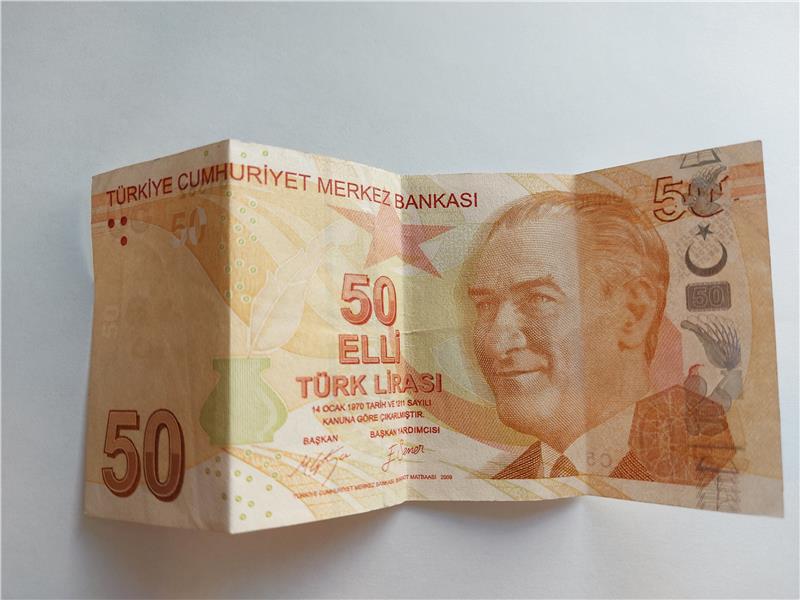 TÜRKİYE CUMHURİYET MERKEZ BANKASI
50
50
50
50
ELLİ
TÜRK LİRASI
14 OCAK 1970 TARİH VE 1211 SAYILI
KANUNA GÖRE ÇIKARILMIŞTIR.
BAŞKAN BAŞKAN YARDIMCISI
50
TÜRKİYE CUMHURİYET MERKEZ BANKASI BANKNOT MATBAASI 2009